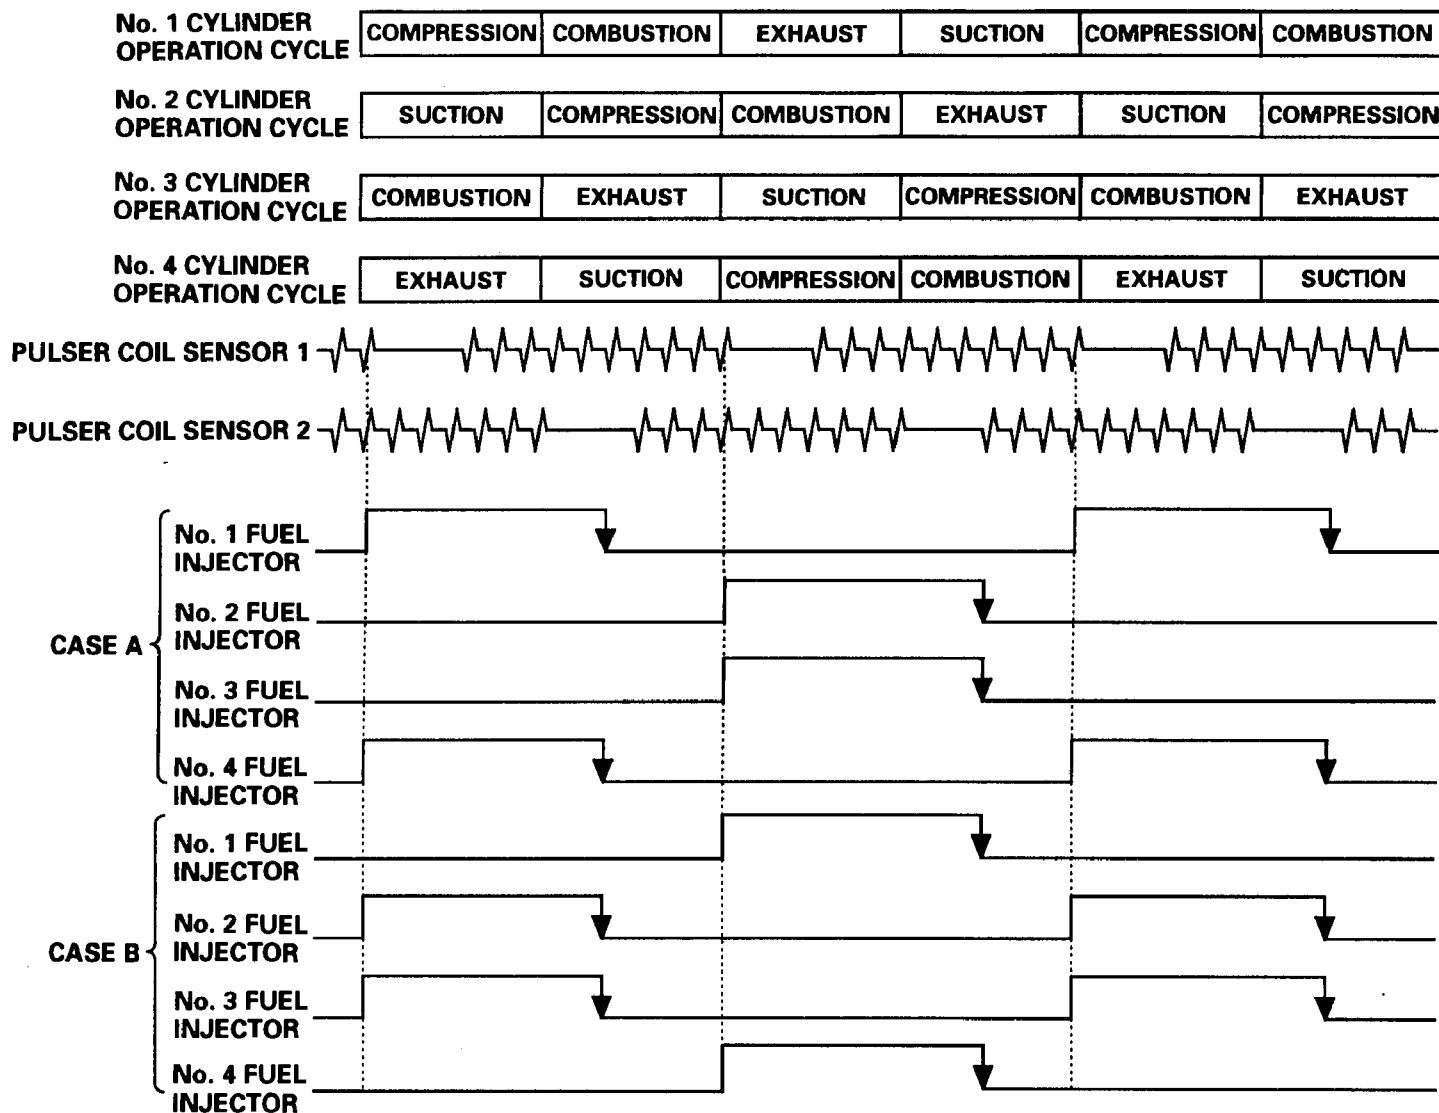 No. 1 CYLINDER
OPERATION CYCLE
COMPRESSION COMBUSTION EXHAUST SUCTION COMPRESSION COMBUSTION
No. 2 CYLINDER
OPERATION CYCLE
SUCTION COMPRESSION COMBUSTION EXHAUST SUCTION COMPRESSION
No. 3 CYLINDER
OPERATION CYCLE
COMBUSTION EXHAUST SUCTION COMPRESSION COMBUSTION EXHAUST
No. 4 CYLINDER
OPERATION CYCLE
EXHAUST SUCTION COMPRESSION COMBUSTION EXHAUST SUCTION
PULSER COIL SENSOR 1
PULSER COIL SENSOR 2
CASE A
No. 1 FUEL
INJECTOR
No. 2 FUEL
INJECTOR
No. 3 FUEL
INJECTOR
No. 4 FUEL
INJECTOR
CASE B
No. 1 FUEL
INJECTOR
No. 2 FUEL
INJECTOR
No. 3 FUEL
INJECTOR
No. 4 FUEL
INJECTOR